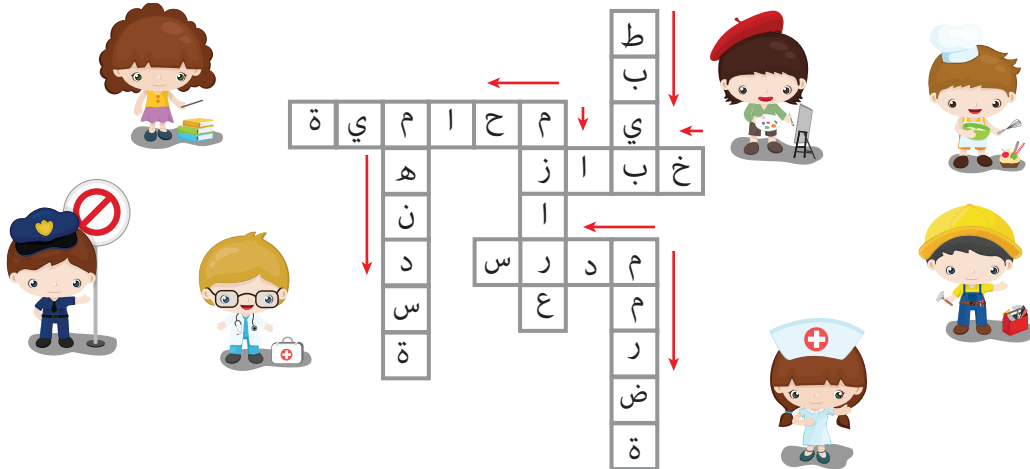 طبيب
محامية
خباز
مزارع
مهندسة
مدرس
ممرضة